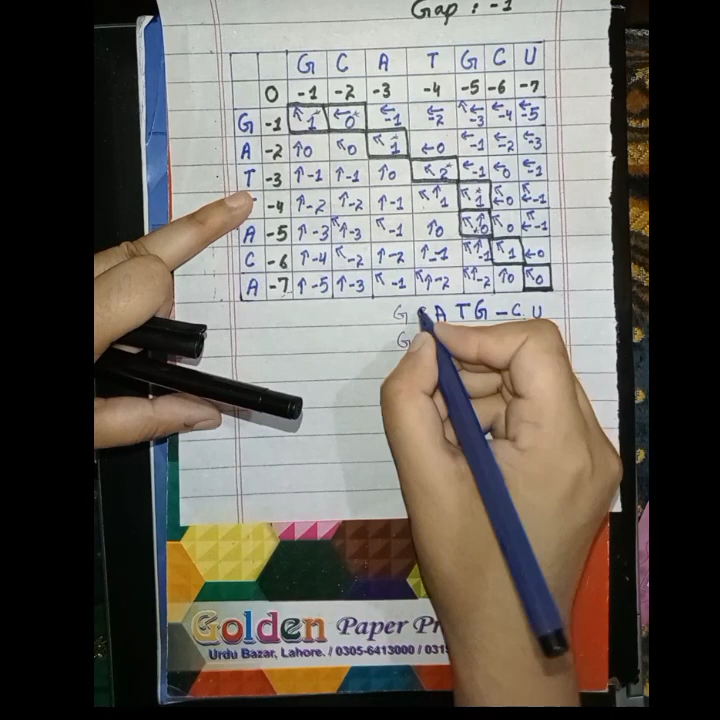 Gap : -1
G C A T G C U
0 -1 -2 -3 -4 -5 -6 -7
G -1 ↖1* ←0* ←-1 ←-2 ↖←-3 ←-4 ←-5
A -2 ↑0 ↖0 ↖1* ←0 ←-1 ←-2 ←-3
T -3 ↑-1 ↑-1 ↑0 ↖2* ←-1 ←0 ←-1
-4 ↑-2 ↑-2 ↑-1 ↖↑1 ↖1* ←0 ↖←-1
A -5 ↑-3 ↖↑-3 ↖-1 ↑0 ↖↑0 ↖0 ↖←-1
C -6 ↑-4 ↖-2 ↑-2 ↑-1 ↖↑-1 ↖1 ←0
A -7 ↑-5 ↑-3 ↖-1 ↖↑-2 ↖↑-2 ↑0 ↖0
G A T G - C U
G
Golden Paper Pr
Urdu Bazar, Lahore. / 0305-6413000 / 031